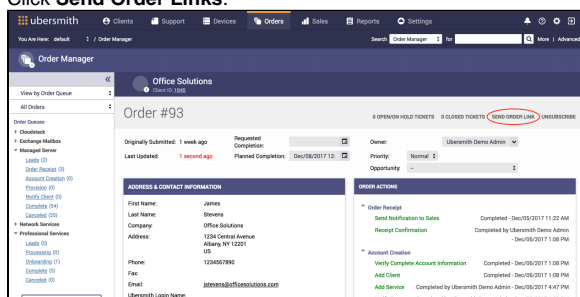 Click Send Order Links.
ubersmith
Clients Support Devices Orders Sales Reports Settings
You Are Here: default / Order Manager Search Order Manager for More | Advanced
Order Manager
«
View by Order Queue
All Orders
Order Queues
Cloudstack
Exchange Mailbox
Managed Server
Leads (2)
Order Receipt (3)
Account Creation (0)
Provision (0)
Notify Client (0)
Complete (54)
Canceled (25)
Network Services
Professional Services
Leads (0)
Processing (0)
Onboarding (1)
Complete (0)
Canceled (0)
Office Solutions
Client ID: 1046
Order #93
0 OPEN/ON HOLD TICKETS 0 CLOSED TICKETS SEND ORDER LINK UNSUBSCRIBE
Originally Submitted: 1 week ago
Requested Completion:
Last Updated: 1 second ago
Planned Completion: Dec/08/2017 12:
Owner: Ubersmith Demo Admin
Priority: Normal
Opportunity: --
ADDRESS & CONTACT INFORMATION
First Name: James
Last Name: Stevens
Company: Office Solutions
Address: 1234 Central Avenue
Albany, NY 12201
US
Phone: 1234567890
Fax:
Email: jstevens@officesolutions.com
Ubersmith Login Name:
ORDER ACTIONS
Order Receipt
Send Notification to Sales Completed - Dec/05/2017 11:22 AM
Receipt Confirmation Completed by Ubersmith Demo Admin
- Dec/06/2017 1:08 PM
Account Creation
Verify Complete Account Information Completed - Dec/06/2017 1:08 PM
Add Client Completed - Dec/06/2017 1:08 PM
Add Service Completed by Ubersmith Demo Admin - Dec/06/2017 4:47 PM